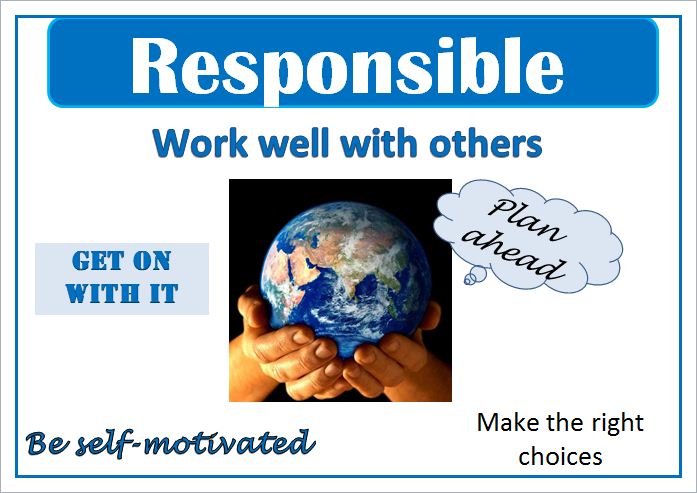 Responsible
Work well with others
Plan
ahead
GET ON
WITH IT
Be self-motivated
Make the right
choices